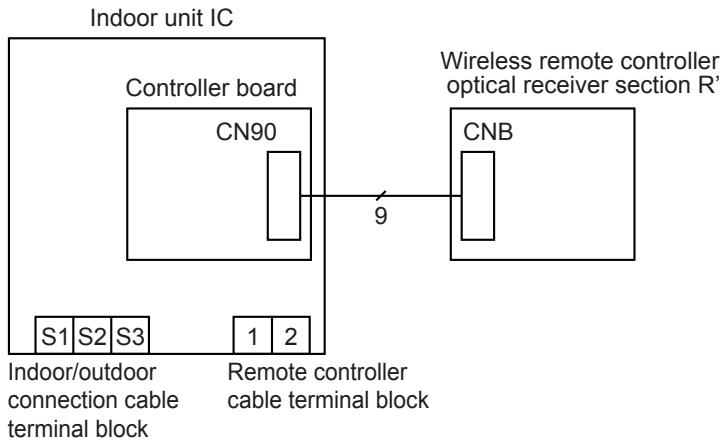 Indoor unit IC
Wireless remote controller
optical receiver section R’
Controller board
CN90
CNB
9
S1 S2 S3
1 2
Indoor/outdoor
connection cable
terminal block
Remote controller
cable terminal block